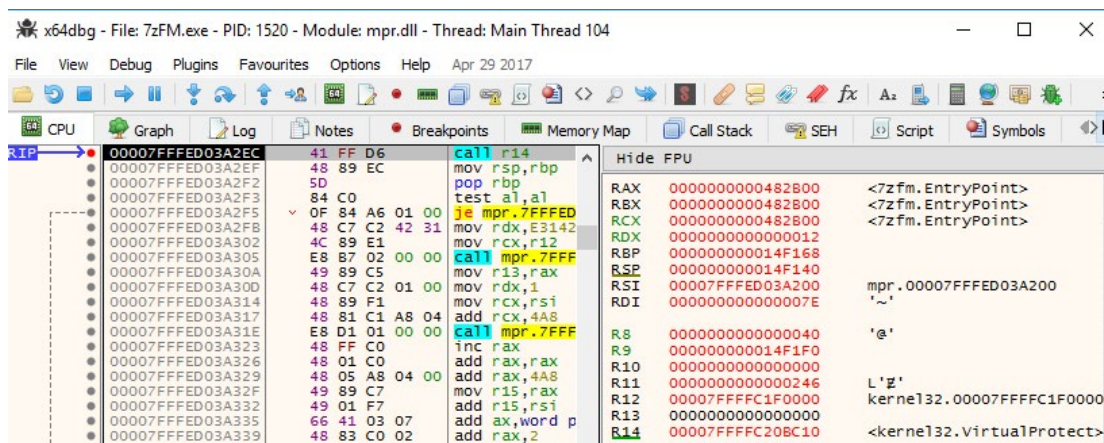 x64dbg - File: 7zFM.exe - PID: 1520 - Module: mpr.dll - Thread: Main Thread 104
File View Debug Plugins Favourites Options Help Apr 29 2017
CPU Graph Log Notes Breakpoints Memory Map Call Stack SEH Script Symbols
RIP 00007FFFED03A2EC 41 FF D6 call r14
00007FFFED03A2EF 48 89 EC mov rsp,rbp
00007FFFED03A2F2 5D pop rbp
00007FFFED03A2F3 84 C0 test al,al
00007FFFED03A2F5 0F 84 A6 01 00 je mpr.7FFFED
00007FFFED03A2FB 48 C7 C2 42 31 mov rdx,E3142
00007FFFED03A302 4C 89 E1 mov rcx,r12
00007FFFED03A305 E8 B7 02 00 00 call mpr.7FFF
00007FFFED03A30A 49 89 C5 mov r13,rax
00007FFFED03A30D 48 C7 C2 01 00 mov rdx,1
00007FFFED03A314 48 89 F1 mov rcx,rsi
00007FFFED03A317 48 81 C1 A8 04 add rcx,4A8
00007FFFED03A31E E8 D1 01 00 00 call mpr.7FFF
00007FFFED03A323 48 FF C0 inc rax
00007FFFED03A326 48 01 C0 add rax,rax
00007FFFED03A329 48 05 A8 04 00 add rax,4A8
00007FFFED03A32F 49 89 C7 mov r15,rax
00007FFFED03A332 49 01 F7 add r15,rsi
00007FFFED03A335 66 41 03 07 add ax,word p
00007FFFED03A339 48 83 C0 02 add rax,2
Hide FPU
RAX 0000000000482B00 <7zfm.EntryPoint>
RBX 0000000000482B00 <7zfm.EntryPoint>
RCX 0000000000482B00 <7zfm.EntryPoint>
RDX 0000000000000012
RBP 000000000014F168
RSP 000000000014F140
RSI 00007FFFED03A200 mpr.00007FFFED03A200
RDI 000000000000007E '~'
R8 0000000000000040 '@'
R9 000000000014F1F0
R10 0000000000000000
R11 0000000000000246 L'Ɇ'
R12 00007FFFFC1F0000 kernel32.00007FFFFC1F0000
R13 0000000000000000
R14 00007FFFFC20BC10 <kernel32.VirtualProtect>